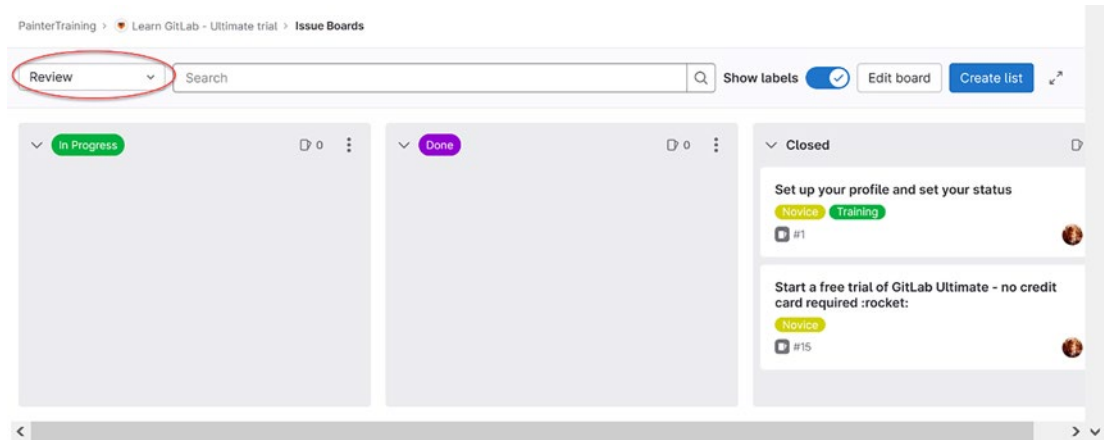 PainterTraining > Learn GitLab - Ultimate trial > Issue Boards
Review Search Show labels Edit board Create list
In Progress 0 Done 0 Closed
Set up your profile and set your status
Novice Training
#1
Start a free trial of GitLab Ultimate - no credit
card required :rocket:
Novice
#15